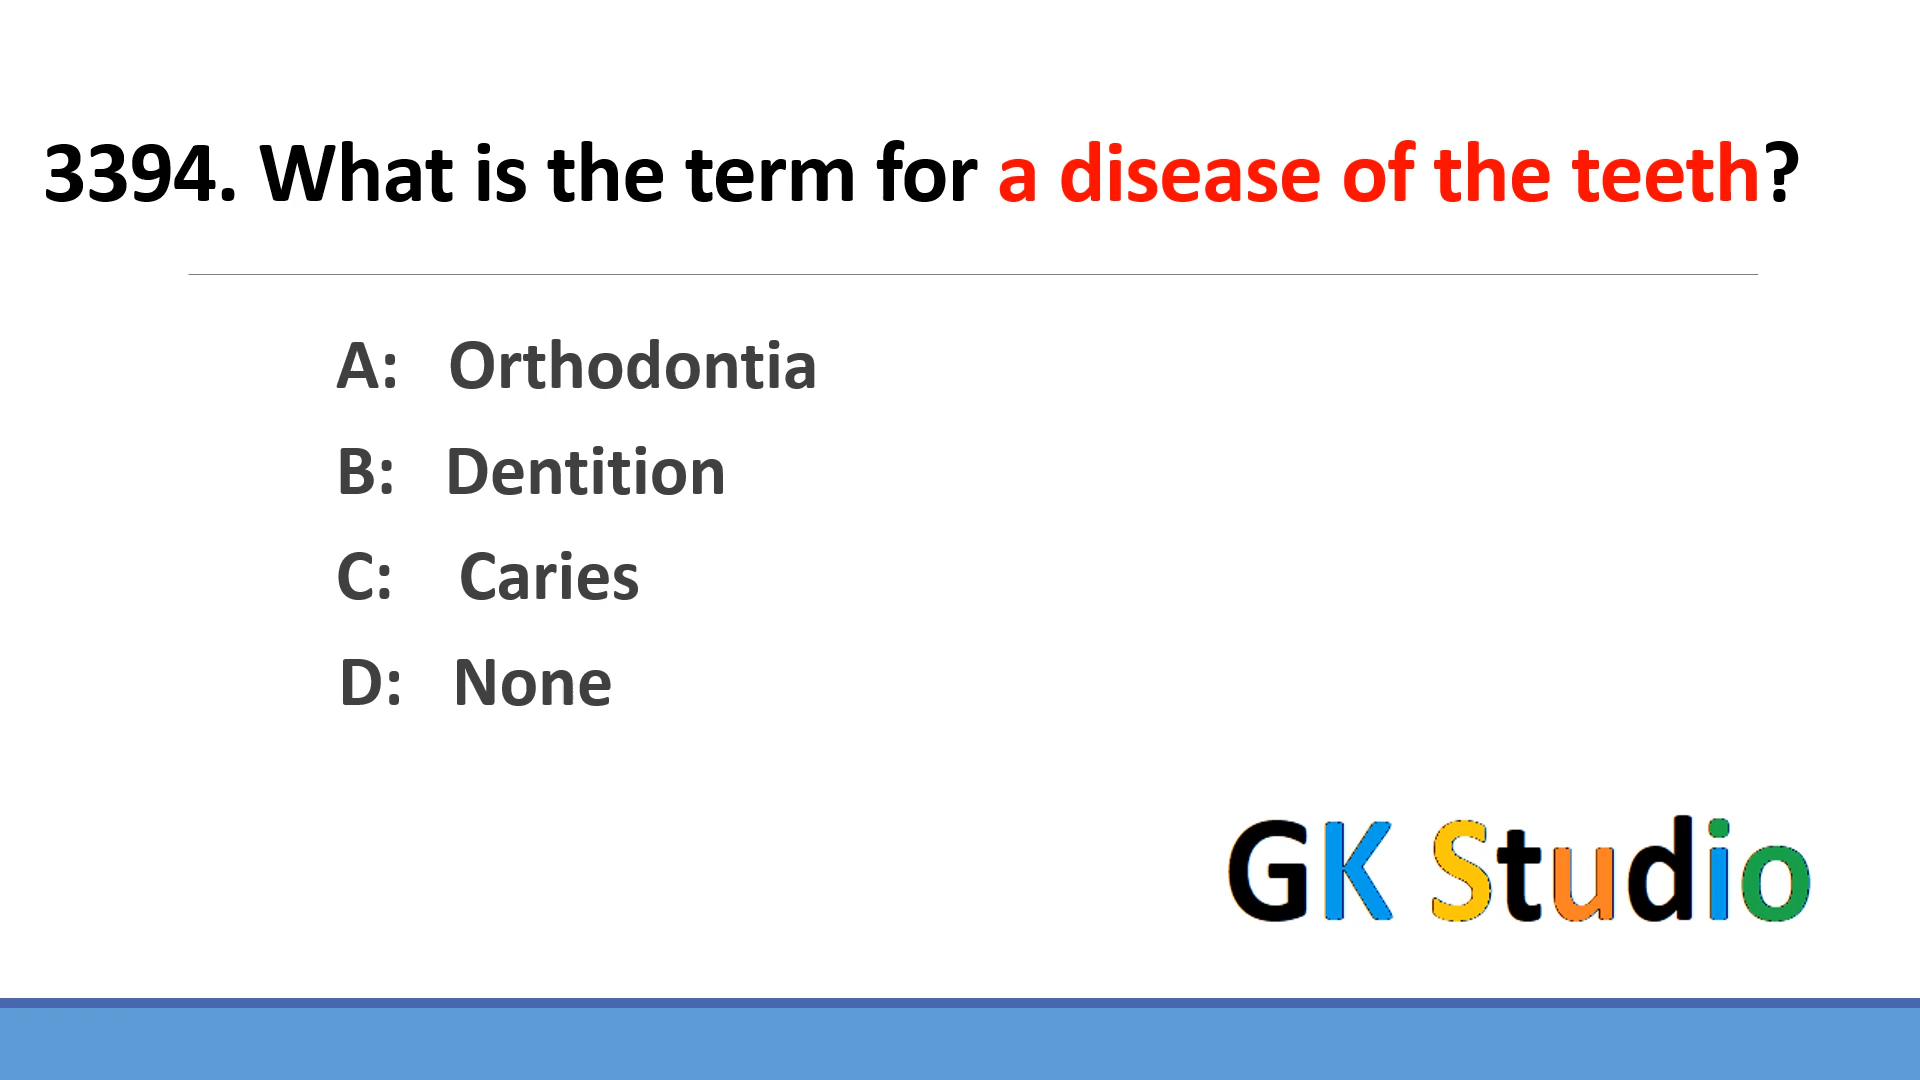 3394. What is the term for a disease of the teeth?
A: Orthodontia
B: Dentition
C: Caries
D: None
GK Studio